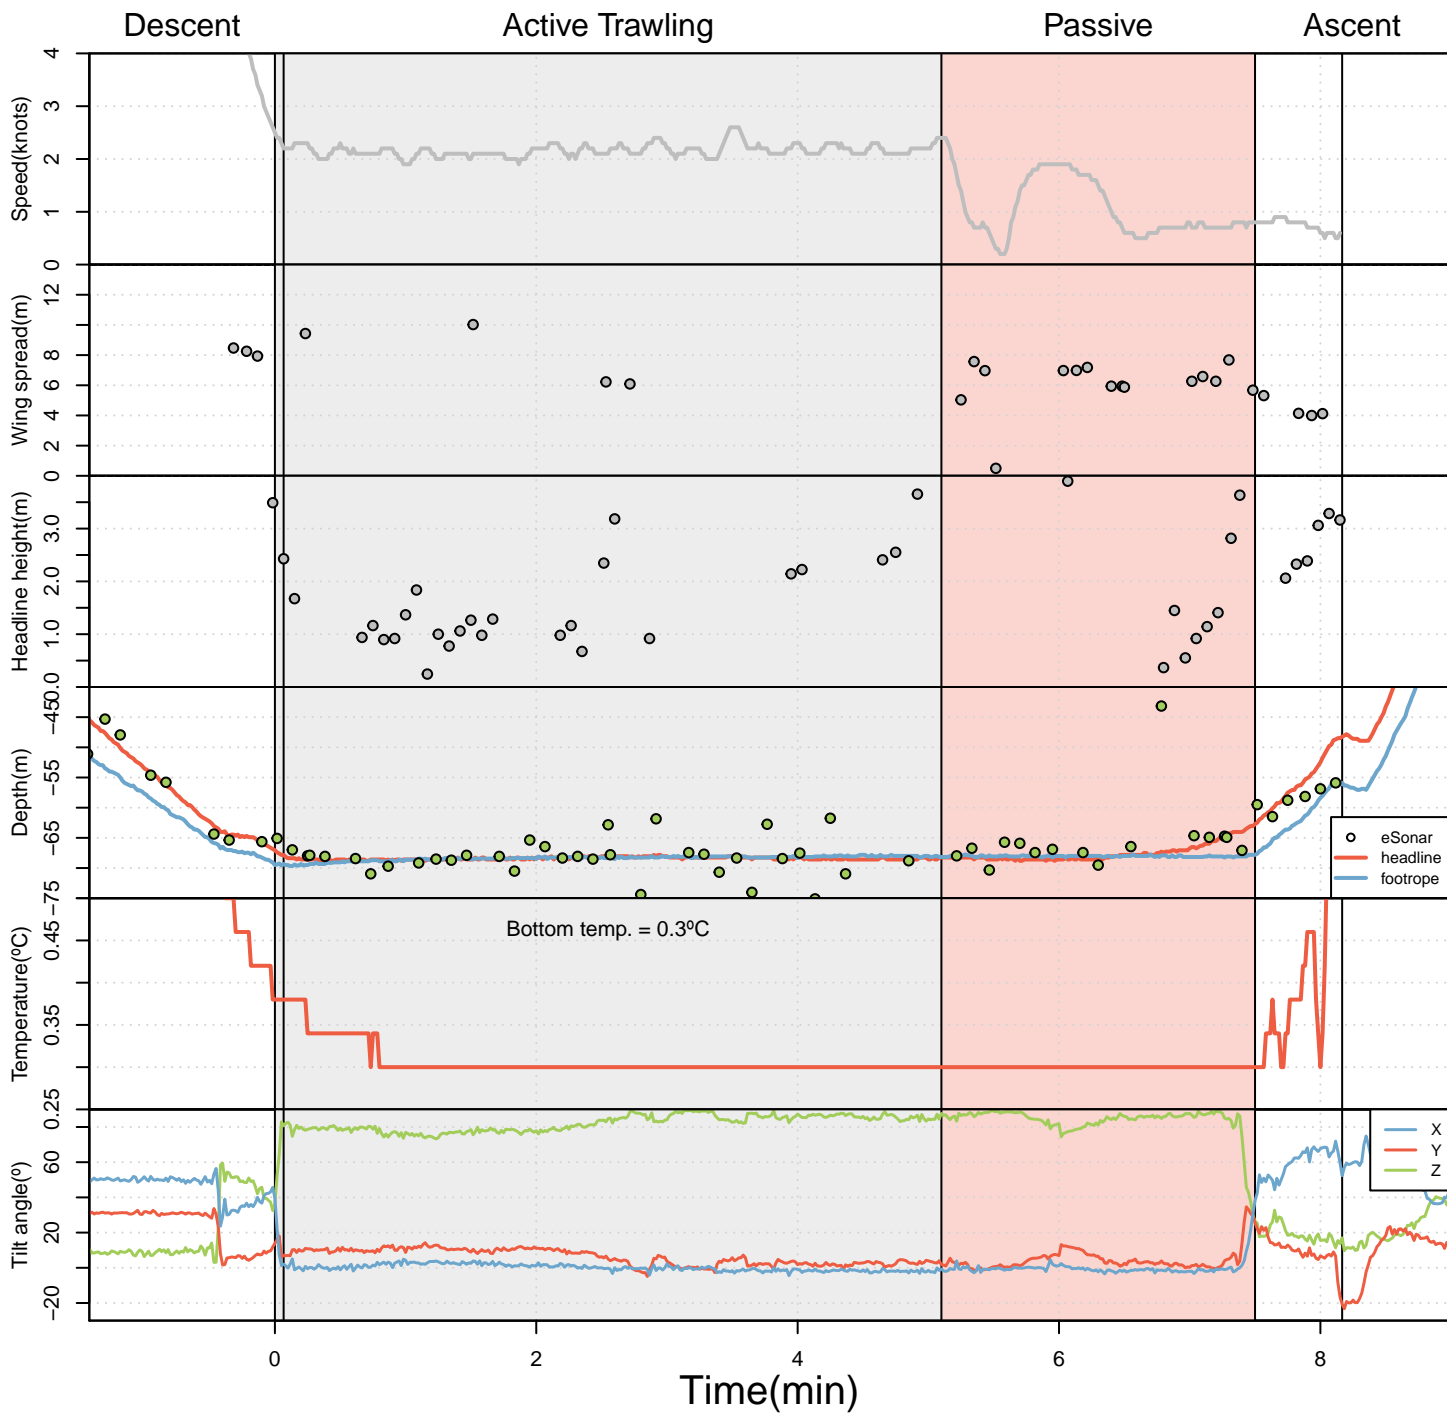 Descent Active Trawling Passive Ascent
Speed(knots)
4
3
2
1
0
Wing spread(m)
12
8
6
4
2
0
Headline height(m)
3.0
2.0
1.0
0.0
Depth(m)
−45
−55
−65
−75
eSonar
headline
footrope
Temperature(ºC)
0.45
0.35
0.25
Bottom temp. = 0.3ºC
Tilt angle(º)
60
20
−20
X
Y
Z
0 2 4 6 8
Time(min)